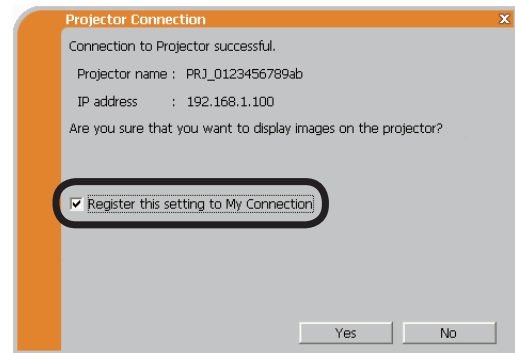 Projector Connection X
Connection to Projector successful.
Projector name : PRJ_0123456789ab
IP address : 192.168.1.100
Are you sure that you want to display images on the projector?
Register this setting to My Connection
Yes No